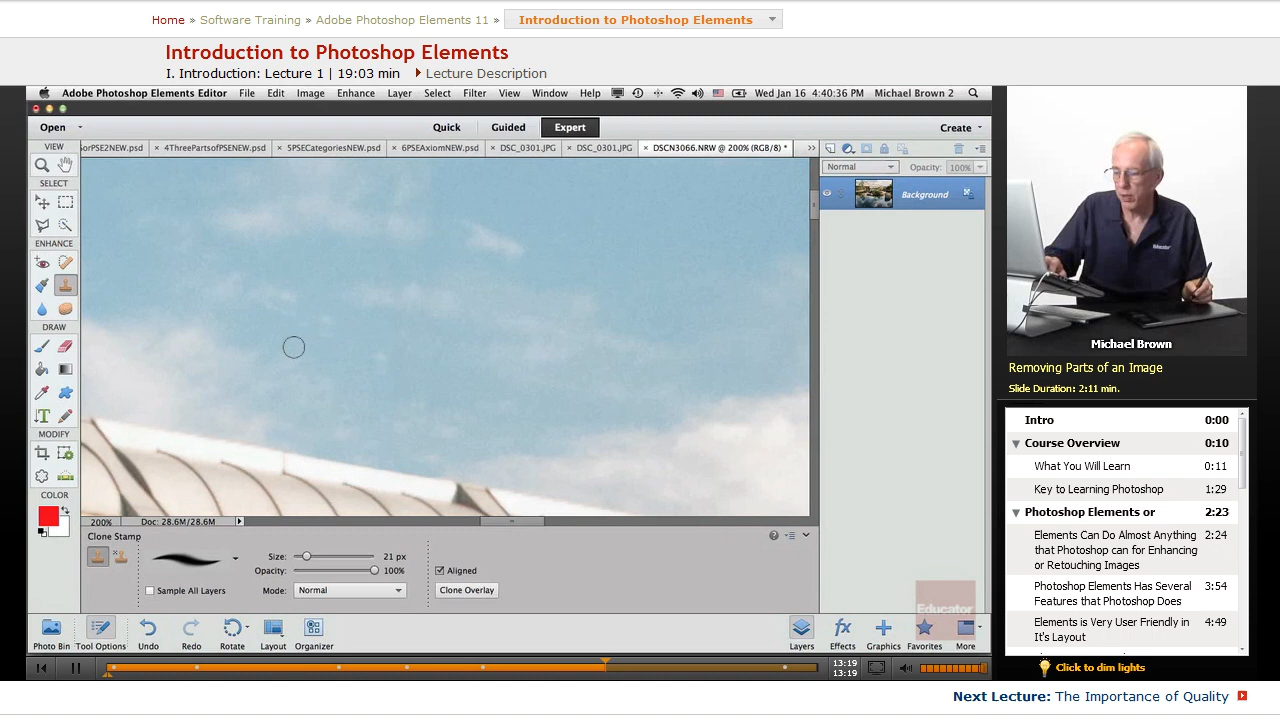 Home » Software Training » Adobe Photoshop Elements 11 » Introduction to Photoshop Elements
Introduction to Photoshop Elements
I. Introduction: Lecture 1 | 19:03 min Lecture Description
Adobe Photoshop Elements Editor File Edit Image Enhance Layer Select Filter View Window Help Wed Jan 16 4:40:36 PM Michael Brown 2
Open Quick Guided Expert Create
VIEW
orPSE2NEW.psd × 4ThreePartsofPSENEW.psd × 5PSECategoriesNEW.psd × 6PSEAxiomNEW.psd × DSC_0301.JPG × DSC_0301.JPG × DSCN3066.NRW @ 200% (RGB/8) * »
Normal Opacity: 100%
Background
SELECT
ENHANCE
DRAW
T
MODIFY
COLOR
200% Doc: 28.6M/28.6M
Clone Stamp
Size: 21 px
Opacity: 100% Aligned
Sample All Layers Mode: Normal Clone Overlay
Educator
Photo Bin Tool Options Undo Redo Rotate Layout Organizer Layers fx Effects Graphics Favorites More
13:19
13:19
Educator
Michael Brown
Removing Parts of an Image
Slide Duration: 2:11 min.
Intro 0:00
Course Overview 0:10
What You Will Learn 0:11
Key to Learning Photoshop 1:29
Photoshop Elements or 2:23
Elements Can Do Almost Anything 2:24
that Photoshop can for Enhancing
or Retouching Images
Photoshop Elements Has Several 3:54
Features that Photoshop Does
Elements is Very User Friendly in 4:49
It's Layout
Click to dim lights
Next Lecture: The Importance of Quality